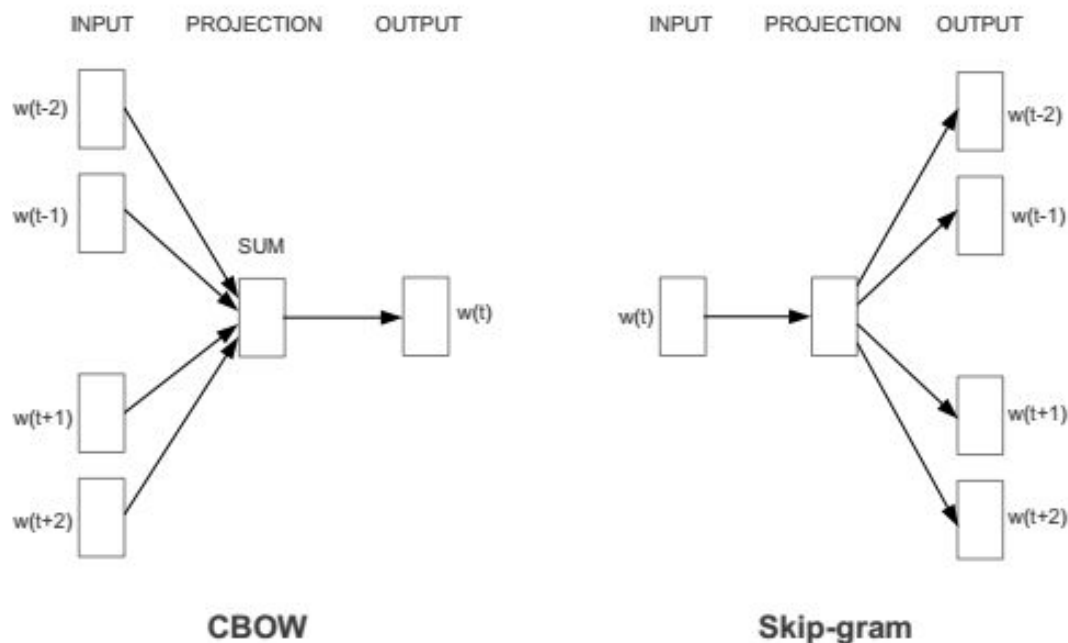 INPUT PROJECTION OUTPUT
w(t-2)
w(t-1)
SUM
w(t)
w(t+1)
w(t+2)
CBOW
INPUT PROJECTION OUTPUT
w(t-2)
w(t-1)
w(t)
w(t+1)
w(t+2)
Skip-gram